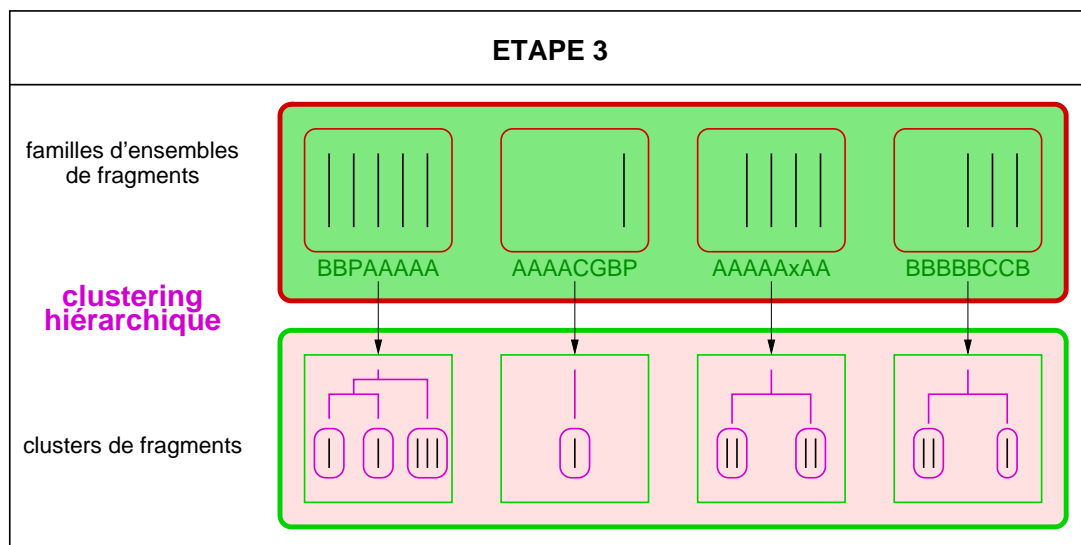 ETAPE 3
familles d'ensembles
de fragments
BBPAAAAA
AAAACGBP
AAAAAxAA
BBBBBCCB
clustering
hiérarchique
clusters de fragments